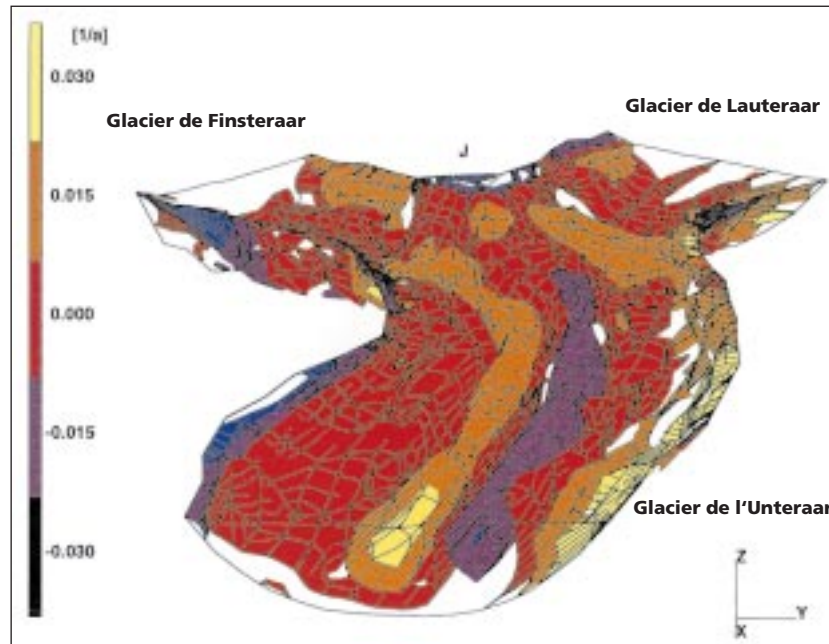 [1/a]
0.030
0.015
0.000
-0.015
-0.030
Glacier de Finsteraar
Glacier de Lauteraar
J
Glacier de l'Unteraar
Z
Y
X